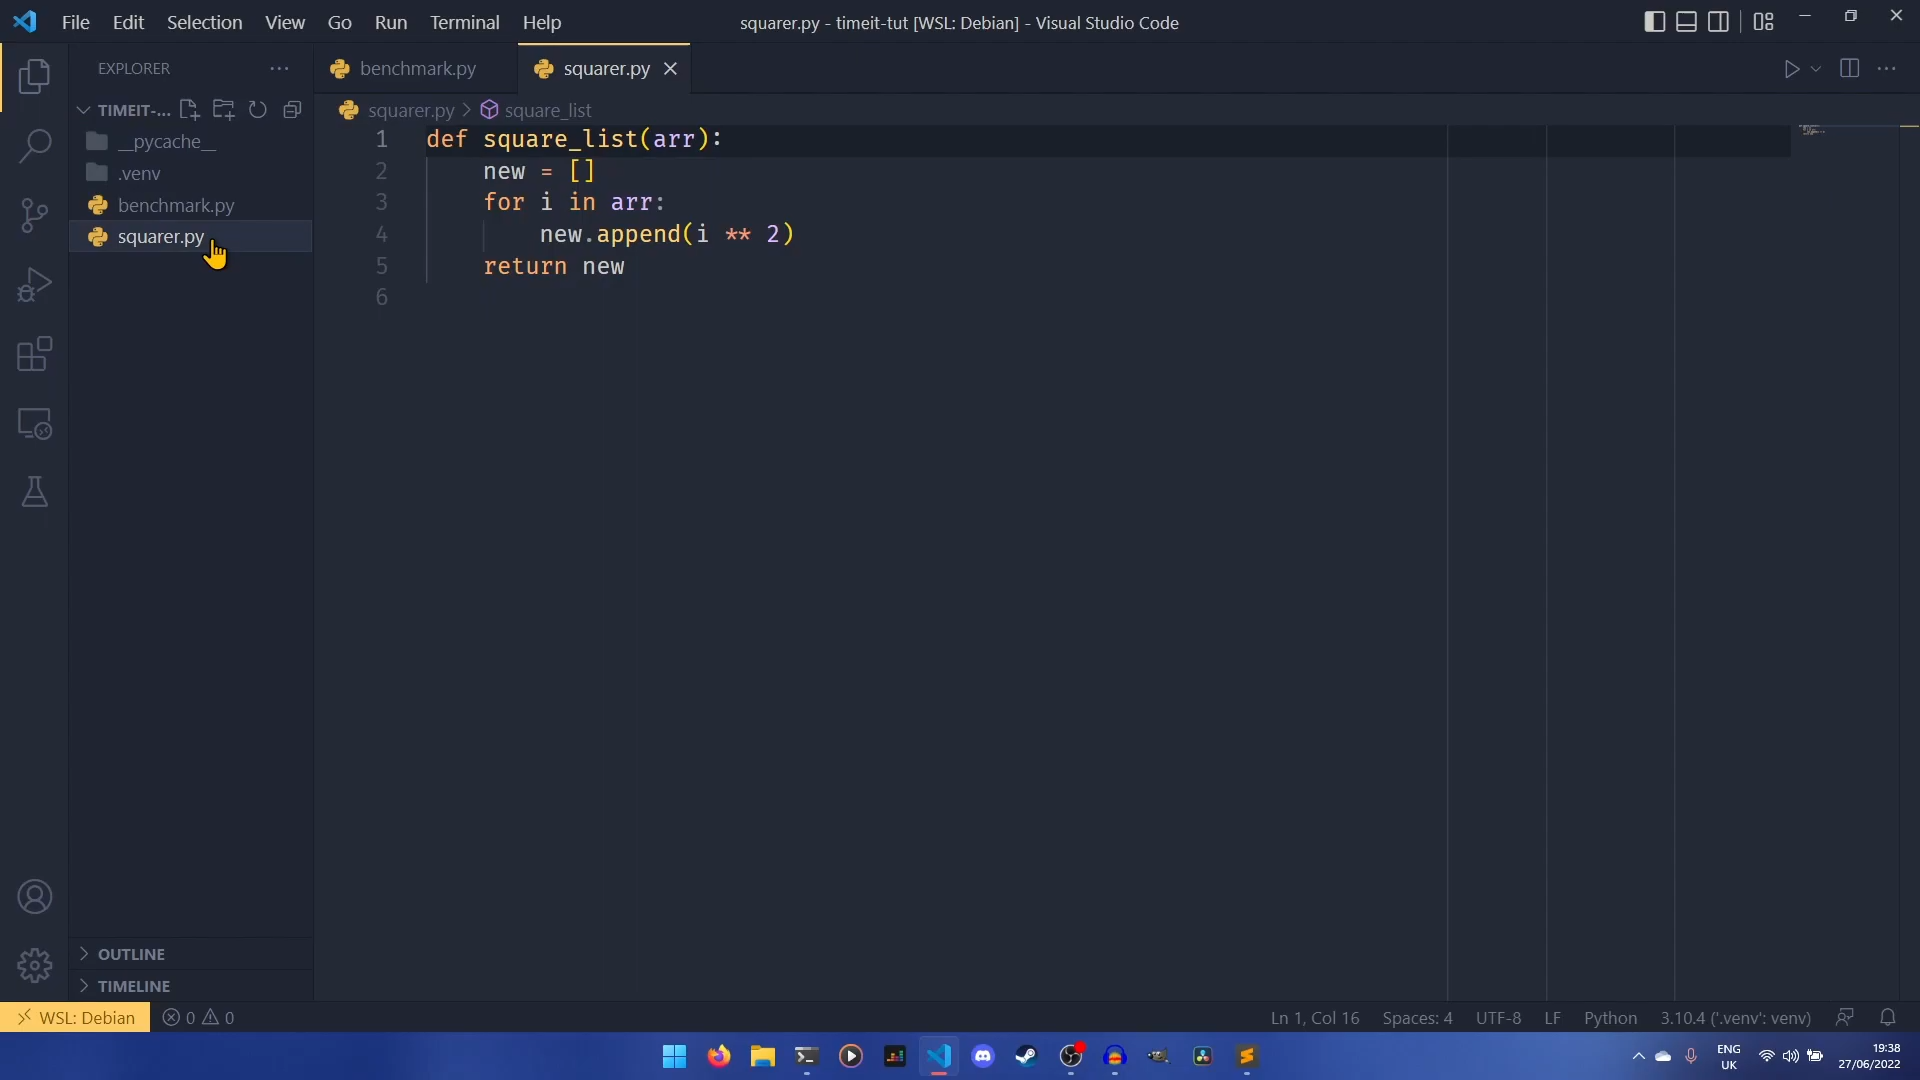 File Edit Selection View Go Run Terminal Help
squarer.py - timeit-tut [WSL: Debian] - Visual Studio Code
EXPLORER
benchmark.py
squarer.py
TIMEIT-...
squarer.py > square_list
__pycache__
.venv
benchmark.py
squarer.py
1 def square_list(arr):
2 new = []
3 for i in arr:
4 new.append(i ** 2)
5 return new
6
OUTLINE
TIMELINE
WSL: Debian 0 0 Ln 1, Col 16 Spaces: 4 UTF-8 LF Python 3.10.4 ('.venv': venv)
ENG
UK
19:38
27/06/2022